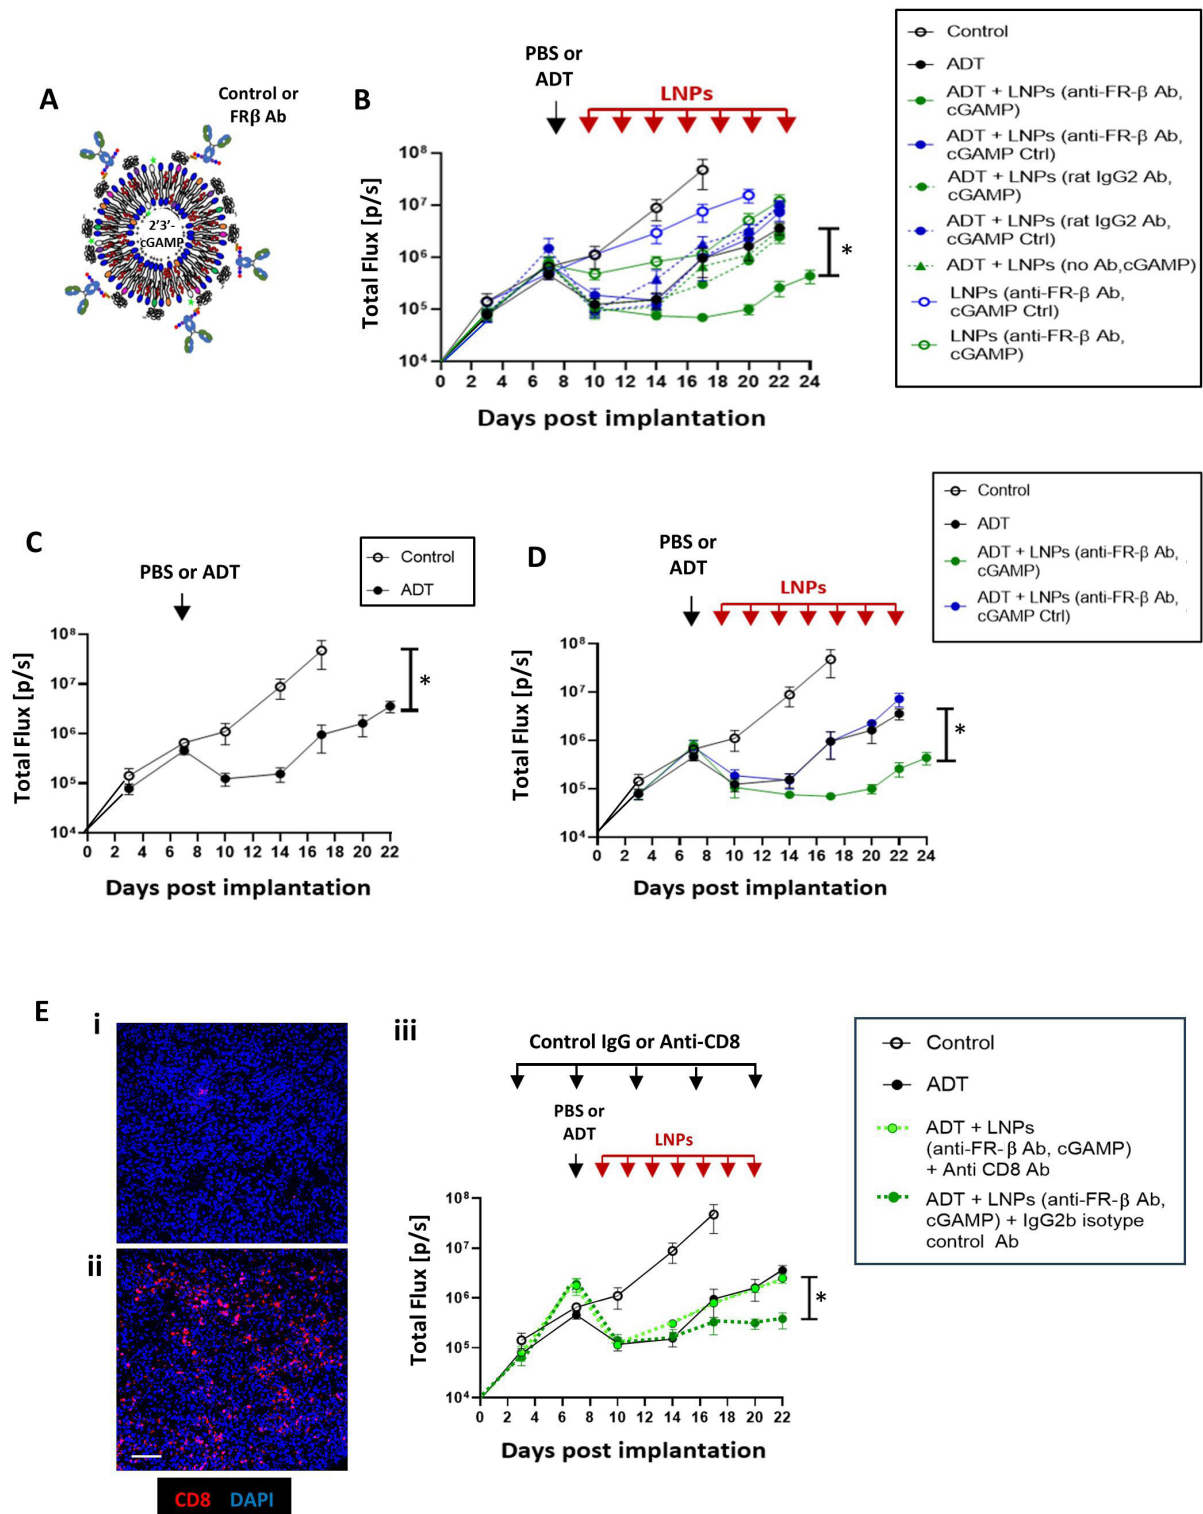 A
Control or
FRβ Ab
2'3'-
cGAMP
B
PBS or
ADT
LNPs
Total Flux [p/s]
10⁸
10⁷
10⁶
10⁵
10⁴
0 2 4 6 8 10 12 14 16 18 20 22 24
Days post implantation
*
Control
ADT
ADT + LNPs (anti-FR-β Ab,
cGAMP)
ADT + LNPs (anti-FR-β Ab,
cGAMP Ctrl)
ADT + LNPs (rat IgG2 Ab,
cGAMP)
ADT + LNPs (rat IgG2 Ab,
cGAMP Ctrl)
ADT + LNPs (no Ab,cGAMP)
LNPs (anti-FR-β Ab,
cGAMP Ctrl)
LNPs (anti-FR-β Ab,
cGAMP)
C
PBS or ADT
Control
ADT
Total Flux [p/s]
10⁸
10⁷
10⁶
10⁵
10⁴
0 2 4 6 8 10 12 14 16 18 20 22
Days post implantation
*
D
PBS or
ADT
LNPs
Control
ADT
ADT + LNPs (anti-FR-β Ab,
cGAMP)
ADT + LNPs (anti-FR-β Ab,
cGAMP Ctrl)
Total Flux [p/s]
10⁸
10⁷
10⁶
10⁵
10⁴
0 2 4 6 8 10 12 14 16 18 20 22 24
Days post implantation
*
E
i
ii
CD8 DAPI
iii
Control IgG or Anti-CD8
PBS or
ADT
LNPs
Total Flux [p/s]
10⁸
10⁷
10⁶
10⁵
10⁴
0 2 4 6 8 10 12 14 16 18 20 22
Days post implantation
*
Control
ADT
ADT + LNPs
(anti-FR-β Ab, cGAMP)
+ Anti CD8 Ab
ADT + LNPs (anti-FR-β Ab,
cGAMP) + IgG2b isotype
control Ab